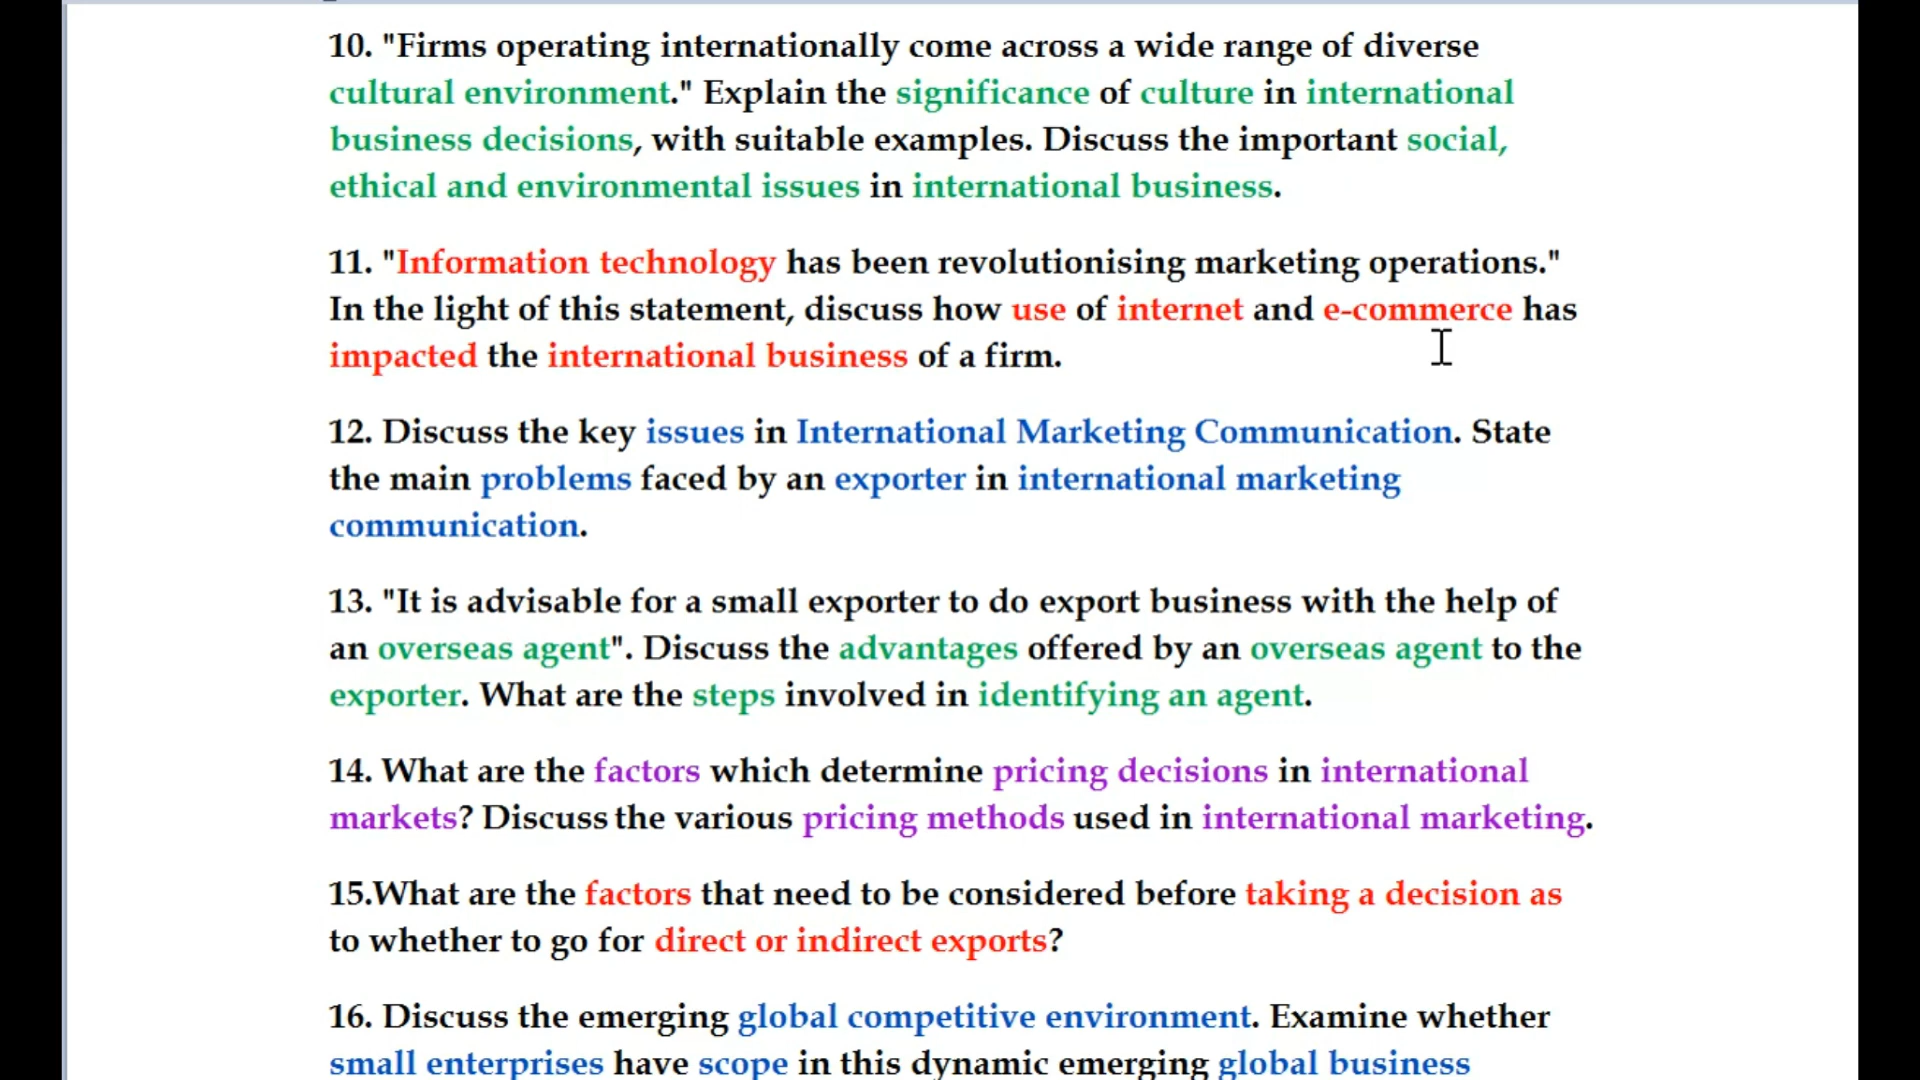 10. "Firms operating internationally come across a wide range of diverse
cultural environment." Explain the significance of culture in international
business decisions, with suitable examples. Discuss the important social,
ethical and environmental issues in international business.
11. "Information technology has been revolutionising marketing operations."
In the light of this statement, discuss how use of internet and e-commerce has
impacted the international business of a firm.
12. Discuss the key issues in International Marketing Communication. State
the main problems faced by an exporter in international marketing
communication.
13. "It is advisable for a small exporter to do export business with the help of
an overseas agent". Discuss the advantages offered by an overseas agent to the
exporter. What are the steps involved in identifying an agent.
14. What are the factors which determine pricing decisions in international
markets? Discuss the various pricing methods used in international marketing.
15.What are the factors that need to be considered before taking a decision as
to whether to go for direct or indirect exports?
16. Discuss the emerging global competitive environment. Examine whether
small enterprises have scope in this dynamic emerging global business